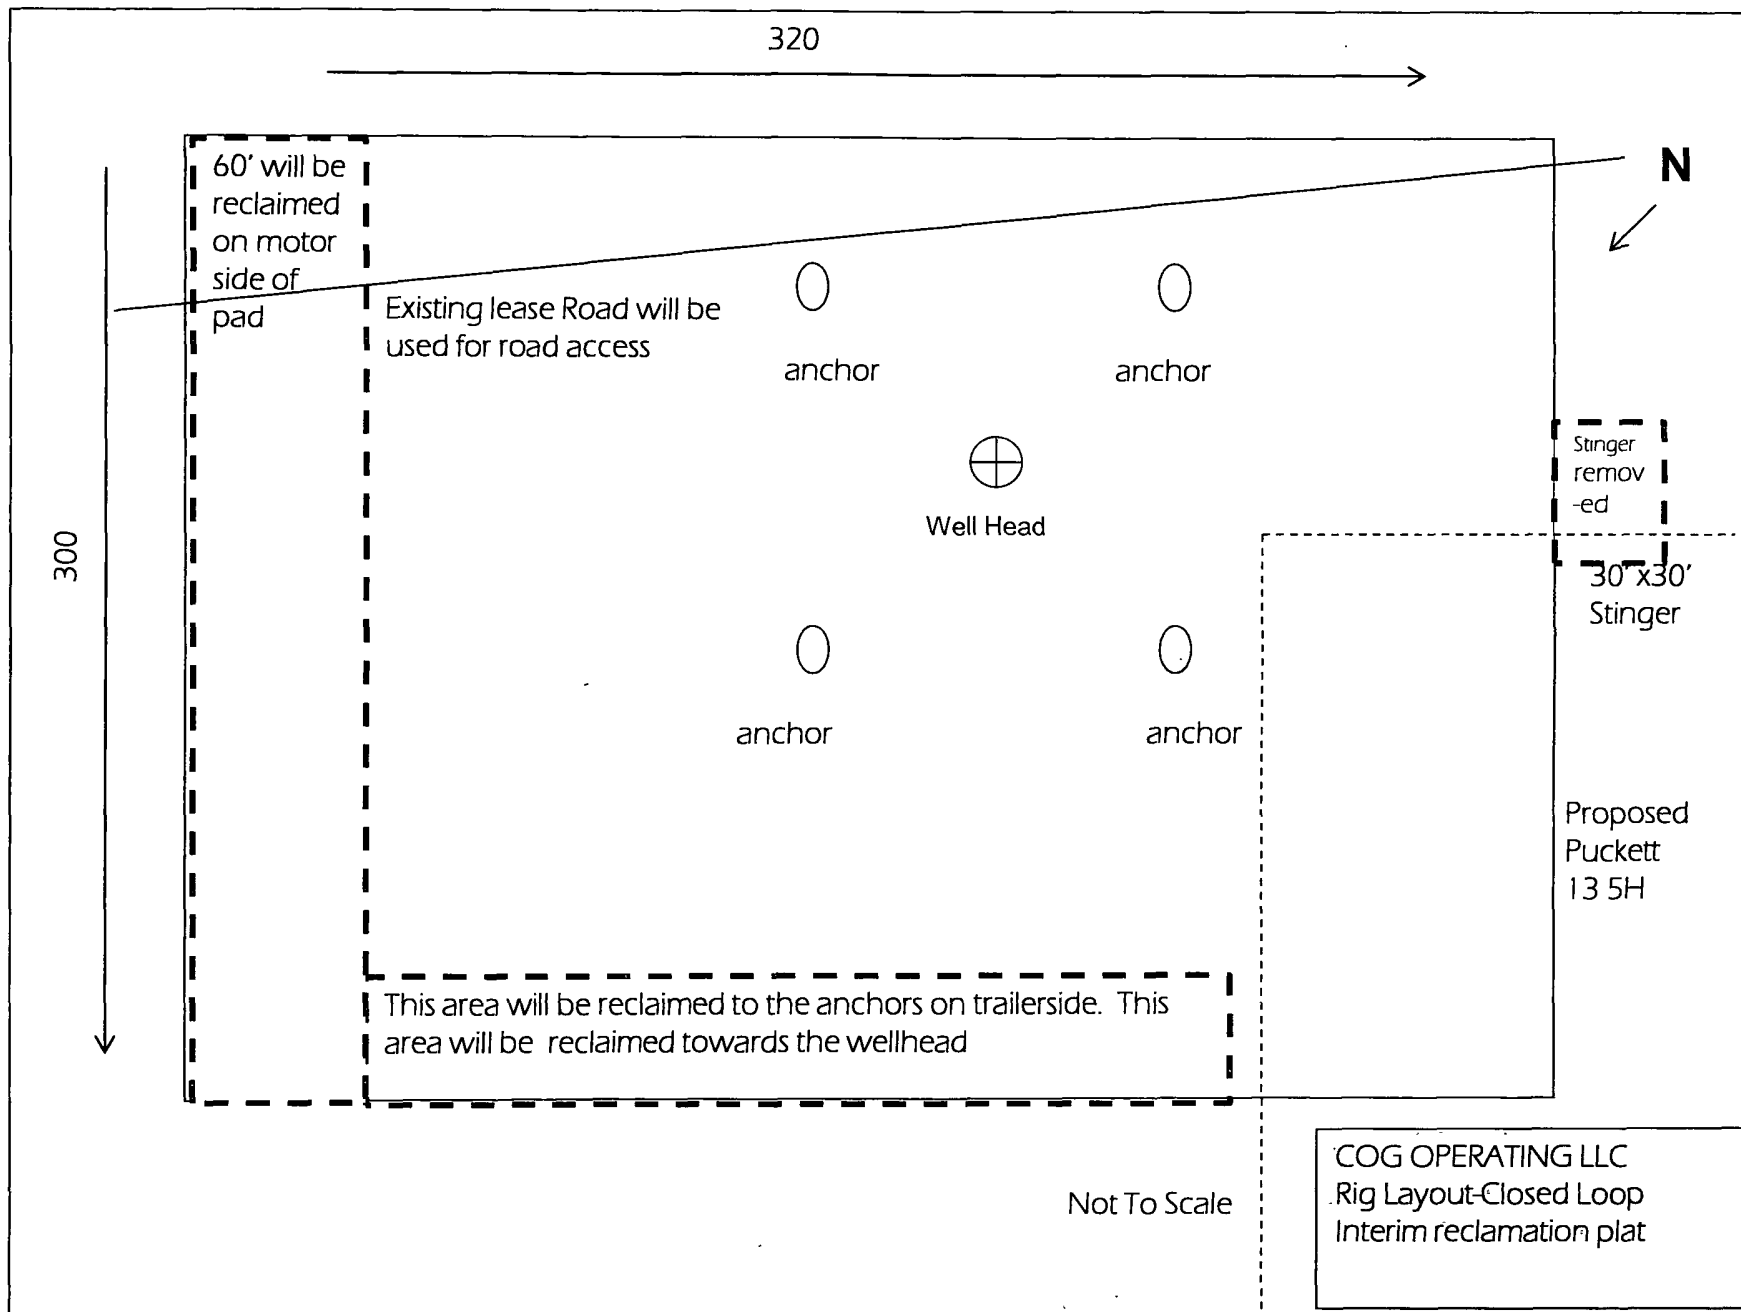 320
60' will be
reclaimed
on motor
side of
pad
N
Existing lease Road will be
used for road access
anchor
anchor
Stinger
remov
-ed
Well Head
300
30' x30'
Stinger
anchor
anchor
Proposed
Puckett
13 5H
This area will be reclaimed to the anchors on trailerside. This
area will be reclaimed towards the wellhead
Not To Scale
COG OPERATING LLC
Rig Layout-Closed Loop
Interim reclamation plat